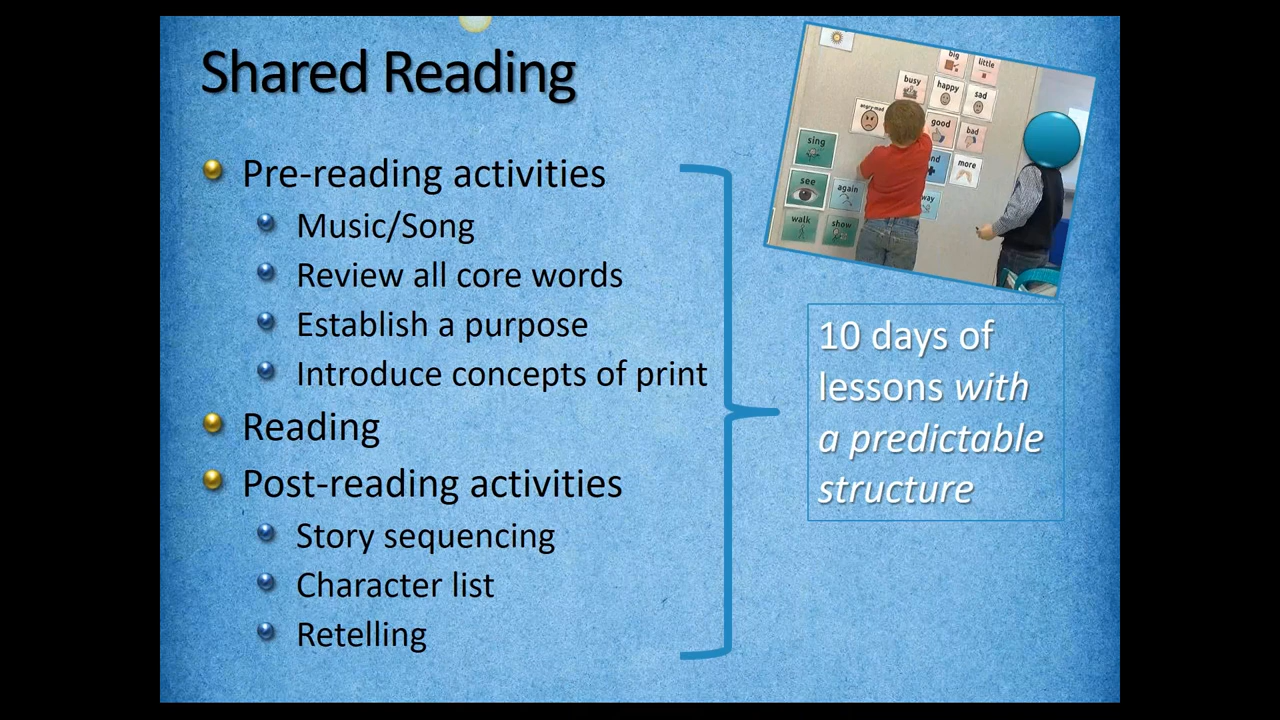 Shared Reading
Pre-reading activities
Music/Song
Review all core words
Establish a purpose
Introduce concepts of print
Reading
Post-reading activities
Story sequencing
Character list
Retelling
big
little
busy
happy
sad
angry-mad
good
bad
sing
more
see
again
walk
show
10 days of
lessons with
a predictable
structure